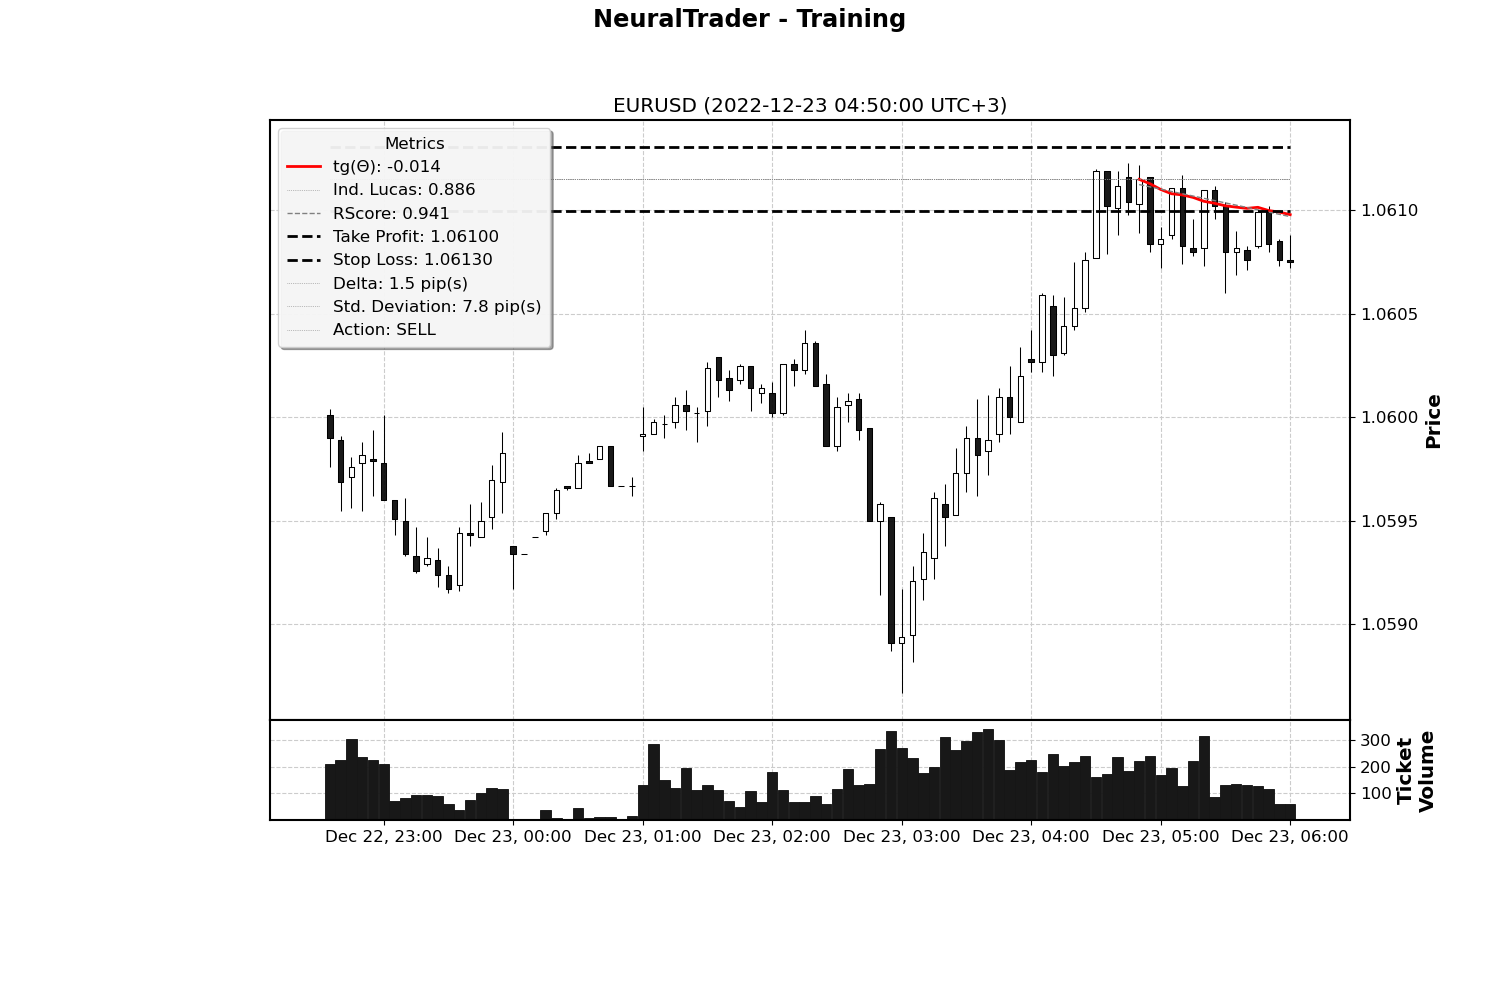 NeuralTrader - Training
EURUSD (2022-12-23 04:50:00 UTC+3)
Metrics
tg(Θ): -0.014
Ind. Lucas: 0.886
RScore: 0.941
Take Profit: 1.06100
Stop Loss: 1.06130
Delta: 1.5 pip(s)
Std. Deviation: 7.8 pip(s)
Action: SELL
1.0610
1.0605
1.0600
1.0595
1.0590
Price
300
200
100
Ticket
Volume
Dec 22, 23:00 Dec 23, 00:00 Dec 23, 01:00 Dec 23, 02:00 Dec 23, 03:00 Dec 23, 04:00 Dec 23, 05:00 Dec 23, 06:00